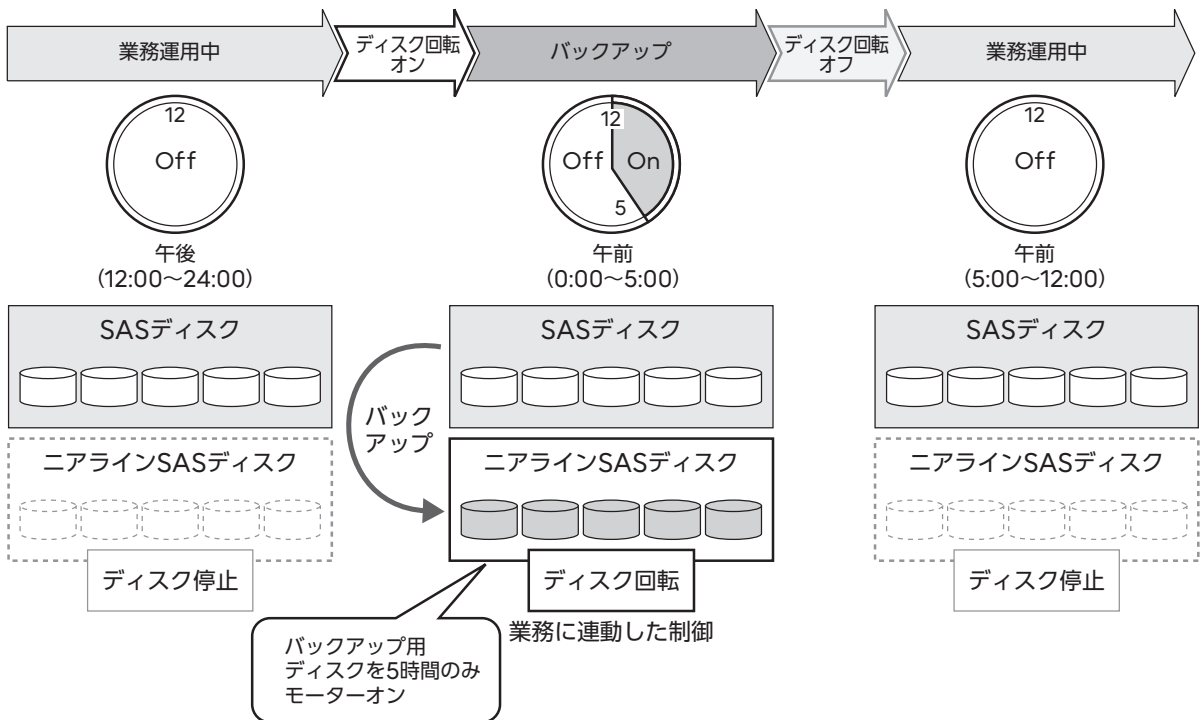 業務運用中
ディスク回転
オン
バックアップ
ディスク回転
オフ
業務運用中
12
Off
12
Off
On
5
12
Off
午後
(12:00～24:00)
午前
(0:00～5:00)
午前
(5:00～12:00)
SASディスク
SASディスク
SASディスク
バック
アップ
ニアラインSASディスク
ニアラインSASディスク
ニアラインSASディスク
ディスク停止
ディスク回転
ディスク停止
業務に連動した制御
バックアップ用
ディスクを5時間のみ
モーターオン